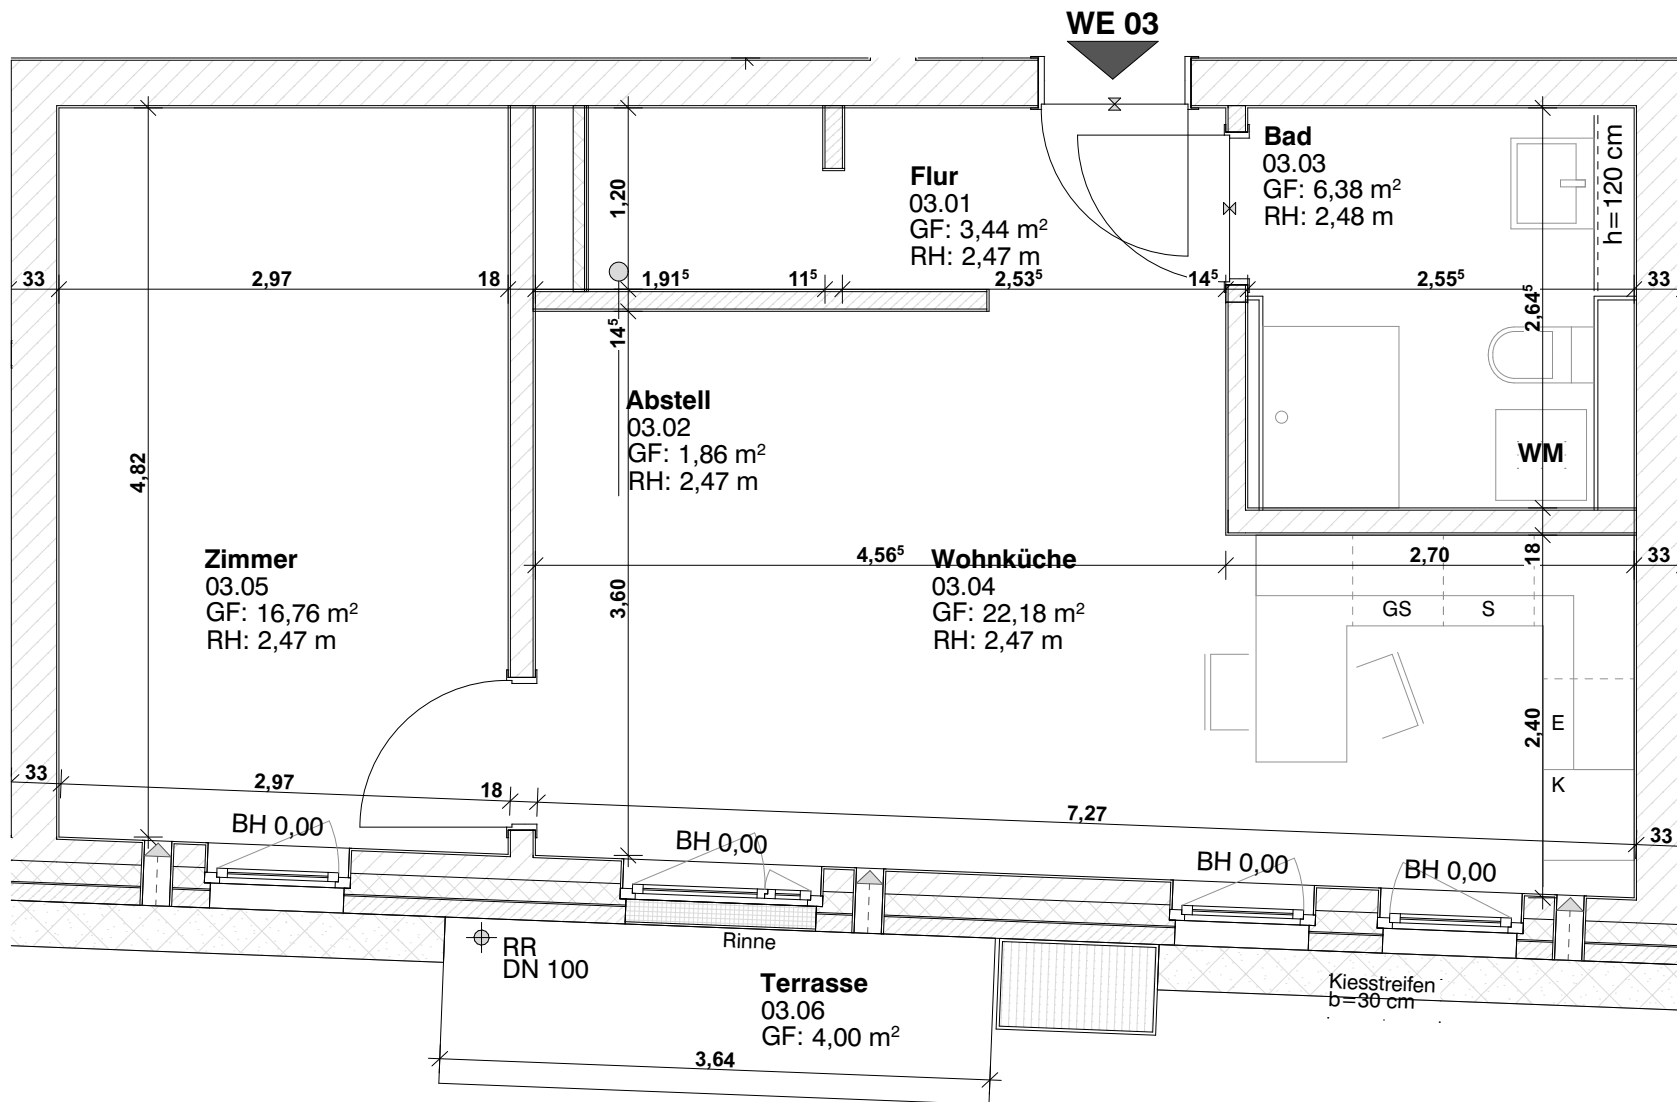 WE 03
Bad
03.03
GF: 6,38 m²
RH: 2,48 m
h= 120 cm
Flur
03.01
GF: 3,44 m²
RH: 2,47 m
1,20
33
2,97
18
1,91⁵
11⁵
2,53⁵
14⁵
2,55⁵
33
2,64⁵
14⁵
Abstell
03.02
GF: 1,86 m²
RH: 2,47 m
4,82
WM
Zimmer
03.05
GF: 16,76 m²
RH: 2,47 m
3,60
4,56⁵
Wohnküche
03.04
GF: 22,18 m²
RH: 2,47 m
2,70
18
33
GS
S
2,40
E
K
33
2,97
18
7,27
33
BH 0,00
BH 0,00
BH 0,00
BH 0,00
RR
DN 100
Rinne
Terrasse
03.06
GF: 4,00 m²
3,64
Kiesstreifen
b=30 cm